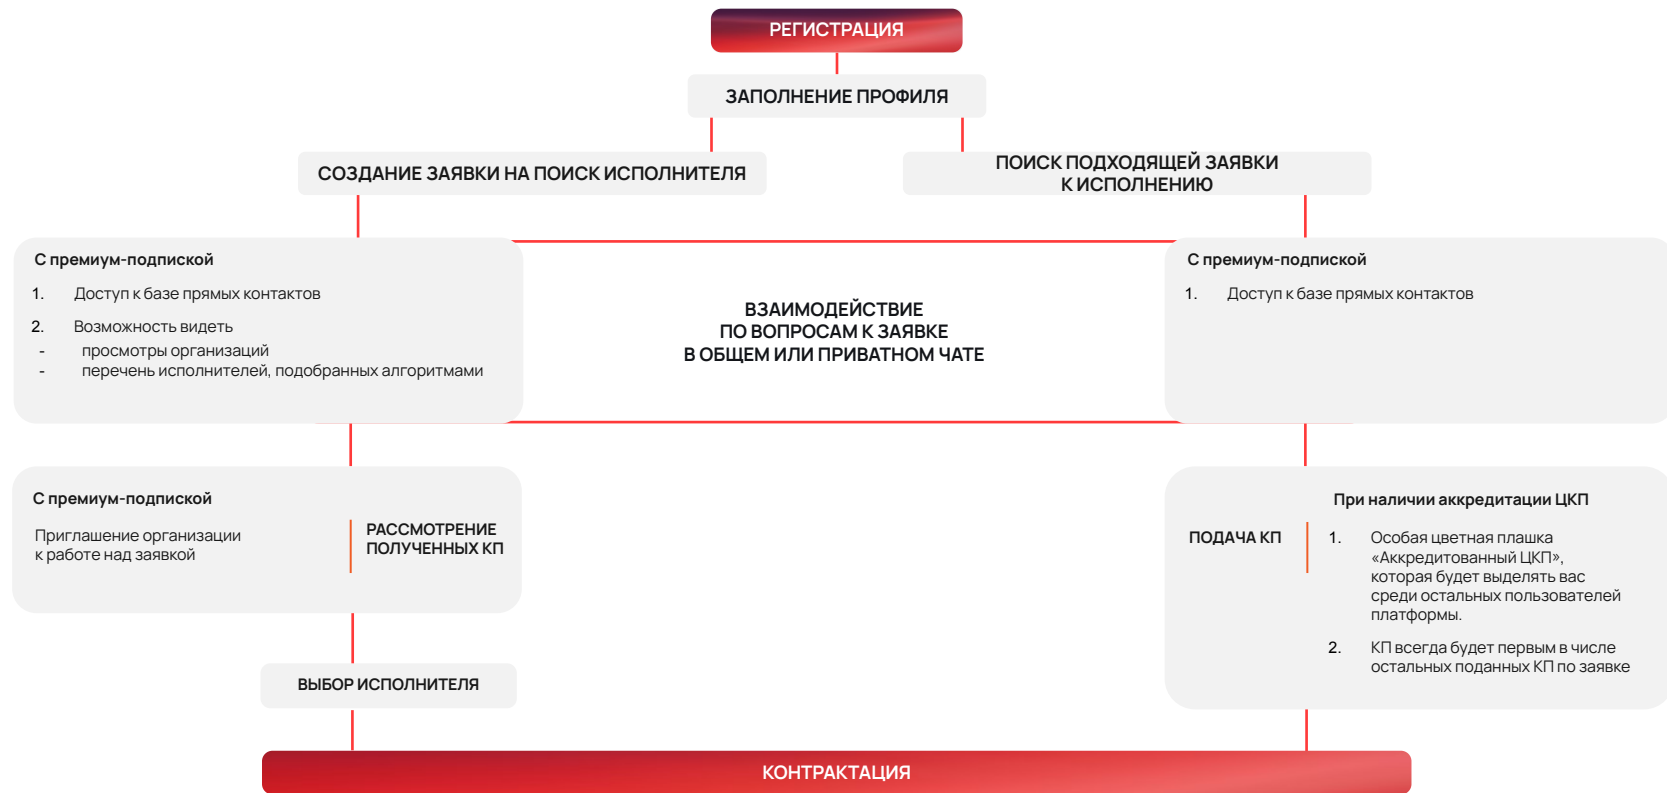 РЕГИСТРАЦИЯ
ЗАПОЛНЕНИЕ ПРОФИЛЯ
СОЗДАНИЕ ЗАЯВКИ НА ПОИСК ИСПОЛНИТЕЛЯ
ПОИСК ПОДХОДЯЩЕЙ ЗАЯВКИ
К ИСПОЛНЕНИЮ
С премиум-подпиской
1. Доступ к базе прямых контактов
2. Возможность видеть
- просмотры организаций
- перечень исполнителей, подобранных алгоритмами
ВЗАИМОДЕЙСТВИЕ
ПО ВОПРОСАМ К ЗАЯВКЕ
В ОБЩЕМ ИЛИ ПРИВАТНОМ ЧАТЕ
С премиум-подпиской
1. Доступ к базе прямых контактов
С премиум-подпиской
Приглашение организации
к работе над заявкой
РАССМОТРЕНИЕ
ПОЛУЧЕННЫХ КП
ПОДАЧА КП
При наличии аккредитации ЦКП
1. Особая цветная плашка
«Аккредитованный ЦКП»,
которая будет выделять вас
среди остальных пользователей
платформы.
2. КП всегда будет первым в числе
остальных поданных КП по заявке
ВЫБОР ИСПОЛНИТЕЛЯ
КОНТРАКТАЦИЯ